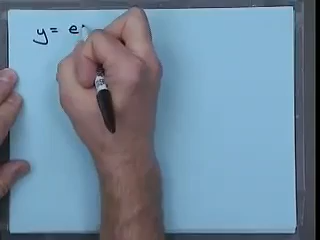 y = e